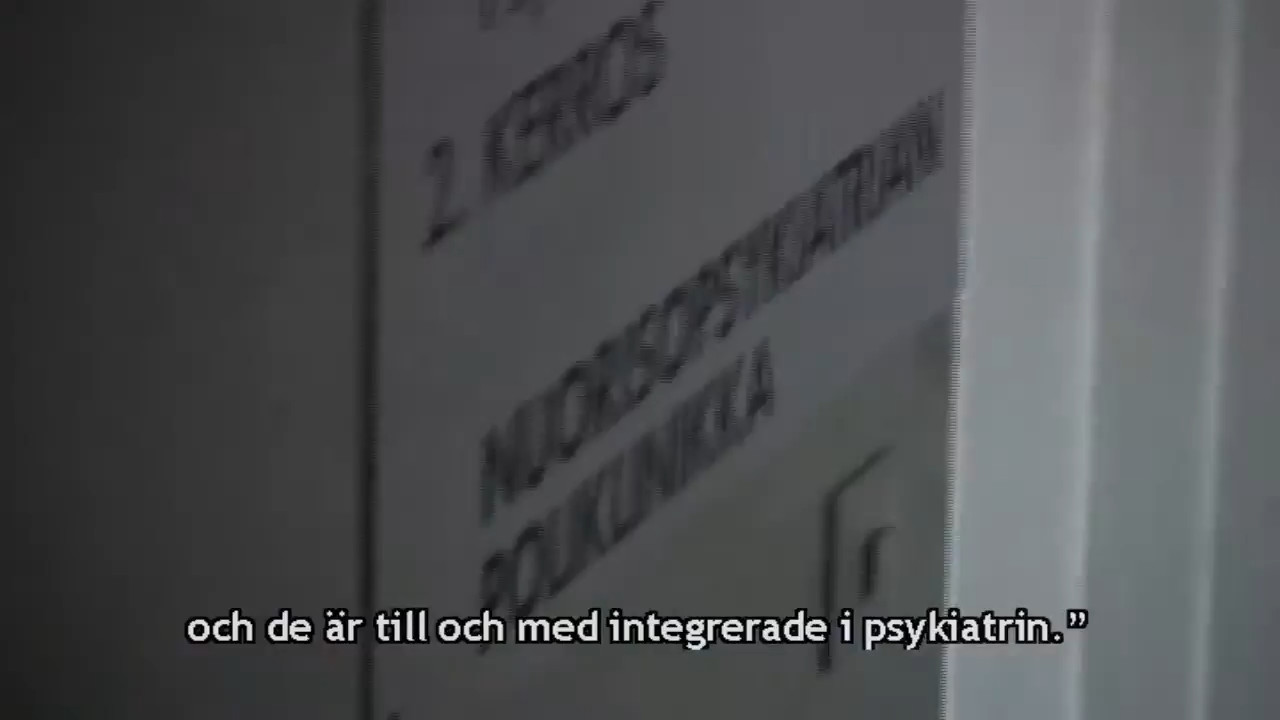 2. KERROS
NUORISOPSYKIATRIAN
POLIKLINIKKA
och de är till och med integrerade i psykiatrin.”